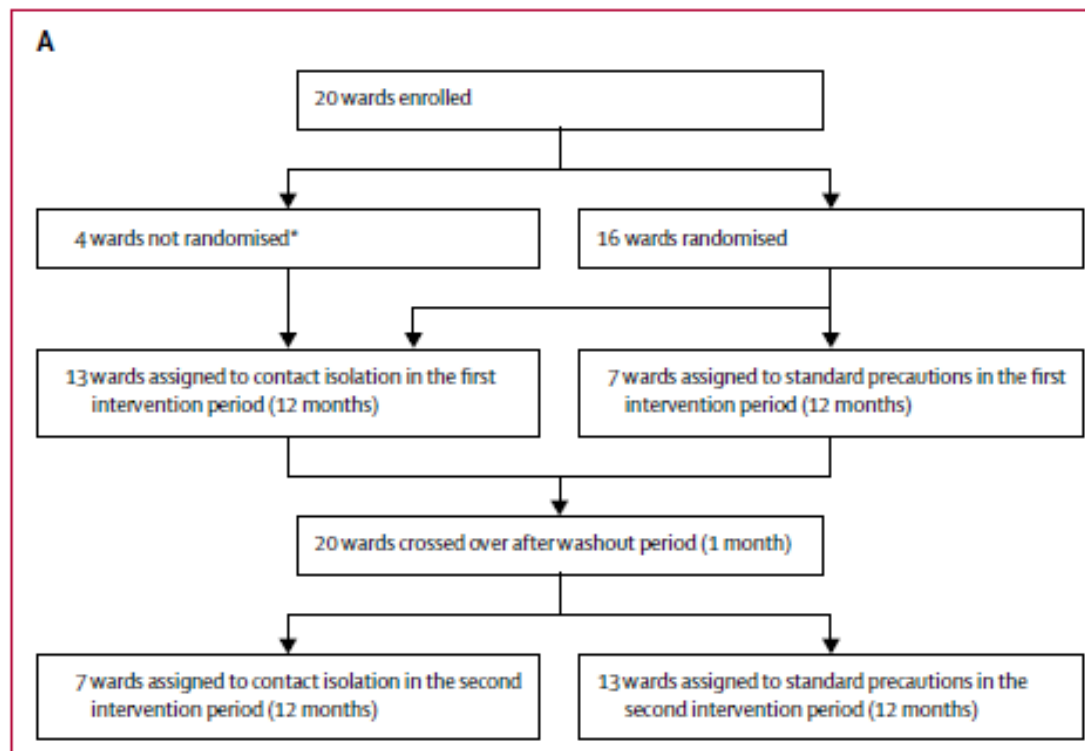 A
20 wards enrolled
4 wards not randomised*
16 wards randomised
13 wards assigned to contact isolation in the first
intervention period (12 months)
7 wards assigned to standard precautions in the first
intervention period (12 months)
20 wards crossed over after washout period (1 month)
7 wards assigned to contact isolation in the second
intervention period (12 months)
13 wards assigned to standard precautions in the
second intervention period (12 months)